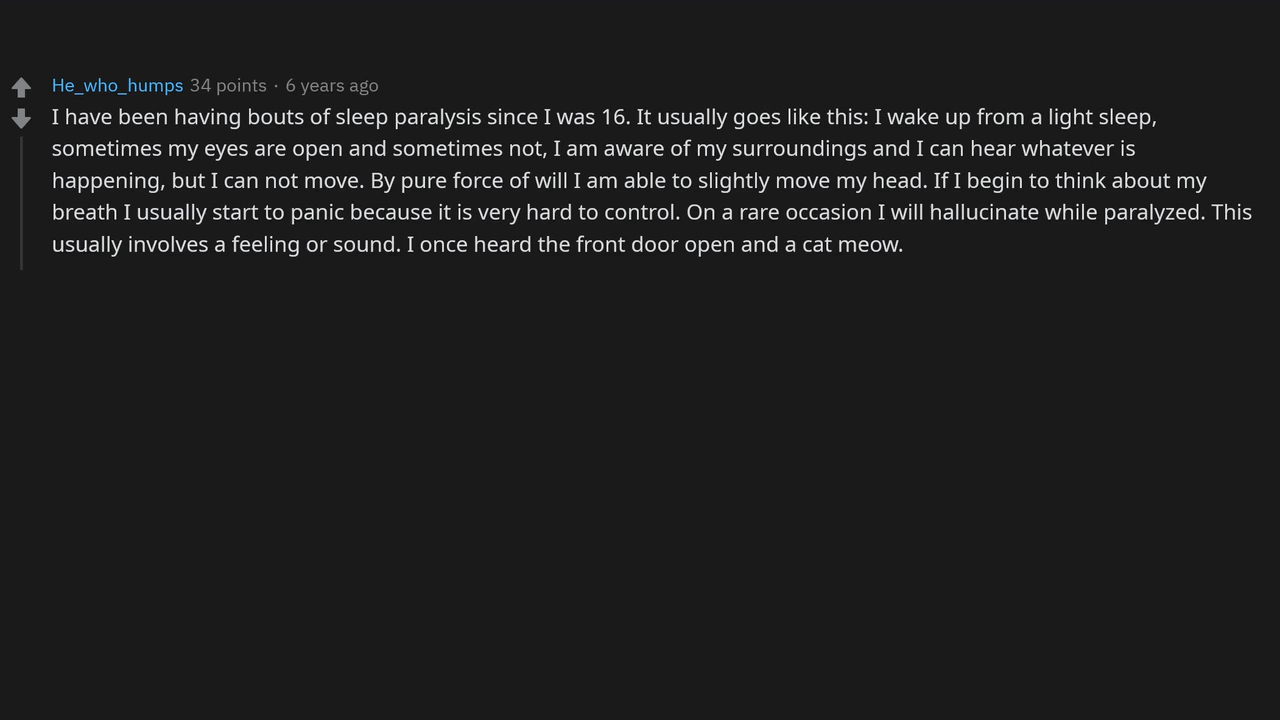 He_who_humps 34 points · 6 years ago
I have been having bouts of sleep paralysis since I was 16. It usually goes like this: I wake up from a light sleep,
sometimes my eyes are open and sometimes not, I am aware of my surroundings and I can hear whatever is
happening, but I can not move. By pure force of will I am able to slightly move my head. If I begin to think about my
breath I usually start to panic because it is very hard to control. On a rare occasion I will hallucinate while paralyzed. This
usually involves a feeling or sound. I once heard the front door open and a cat meow.